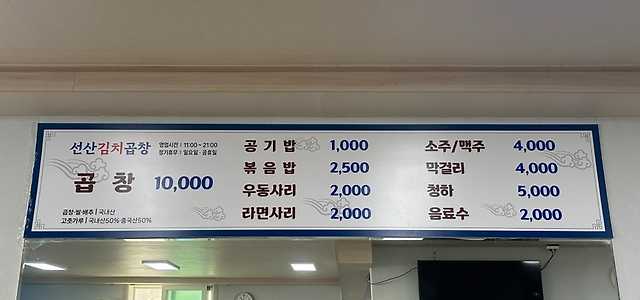 선산김치곱창
영업시간 | 11:00 ~ 21:00
정기휴무 | 일요일 · 공휴일
곱창 10,000
곱창·쌀·배추 | 국내산
고춧가루 | 국내산50%·중국산50%
공기밥 1,000
볶음밥 2,500
우동사리 2,000
라면사리 2,000
소주/맥주 4,000
막걸리 4,000
청하 5,000
음료수 2,000